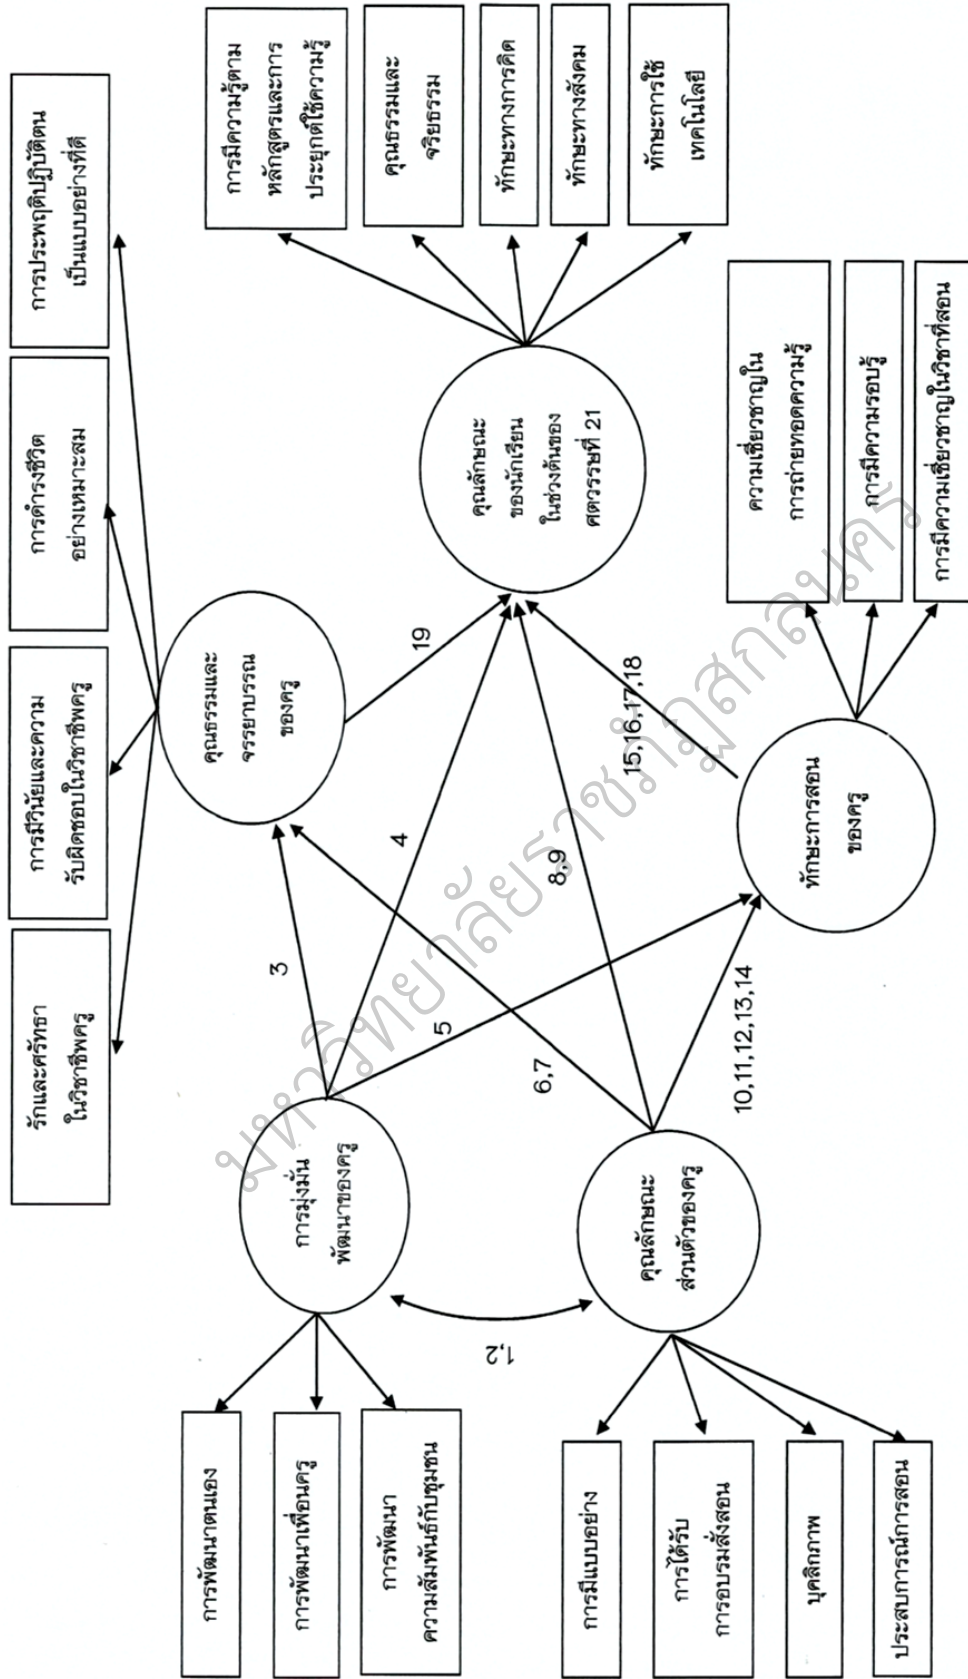 รักและศรัทธา
ในวิชาชีพครู
การมีวินัยและความ
รับผิดชอบในวิชาชีพครู
การดำรงชีวิต
อย่างเหมาะสม
การประพฤติปฏิบัติตน
เป็นแบบอย่างที่ดี
คุณธรรมและ
จรรยาบรรณ
ของครู
การพัฒนาตนเอง
การพัฒนาเพื่อนครู
การพัฒนา
ความสัมพันธ์กับชุมชน
การมุ่งมั่น
พัฒนาของครู
1,2
3
4
5
6,7
8,9
10,11,12,13,14
15,16,17,18
19
คุณลักษณะ
ของนักเรียน
ในช่วงต้นของ
ศตวรรษที่ 21
การมีความรู้ตาม
หลักสูตรและการ
ประยุกต์ใช้ความรู้
คุณธรรมและ
จริยธรรม
ทักษะทางการคิด
ทักษะทางสังคม
ทักษะการใช้
เทคโนโลยี
คุณลักษณะ
ส่วนตัวของครู
การมีแบบอย่าง
การได้รับ
การอบรมสั่งสอน
บุคลิกภาพ
ประสบการณ์การสอน
ทักษะการสอน
ของครู
ความเชี่ยวชาญใน
การถ่ายทอดความรู้
การมีความรอบรู้
การมีความเชี่ยวชาญในวิชาที่สอน
มหาวิทยาลัยราชภัฏสกลนคร